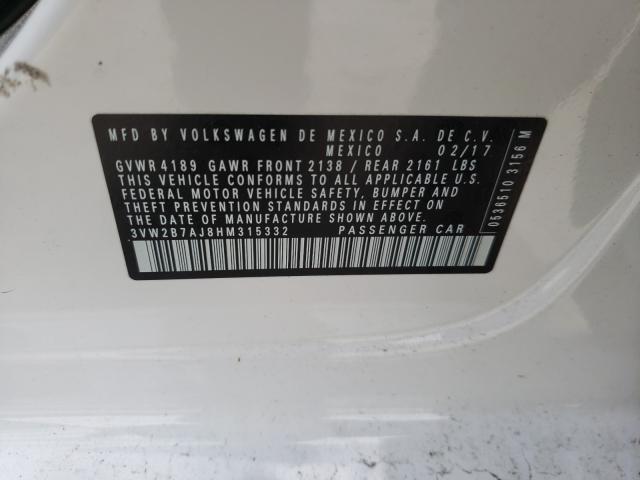 MFD BY VOLKSWAGEN DE MEXICO S.A. DE C.V.
MEXICO 02/17
GVWR 4189 GAWR FRONT 2138 / REAR 2161 LBS
THIS VEHICLE CONFORMS TO ALL APPLICABLE U.S.
FEDERAL MOTOR VEHICLE SAFETY, BUMPER AND
THEFT PREVENTION STANDARDS IN EFFECT ON
THE DATE OF MANUFACTURE SHOWN ABOVE.
3VW2B7AJ8HM315332 PASSENGER CAR
0536510 3156 M